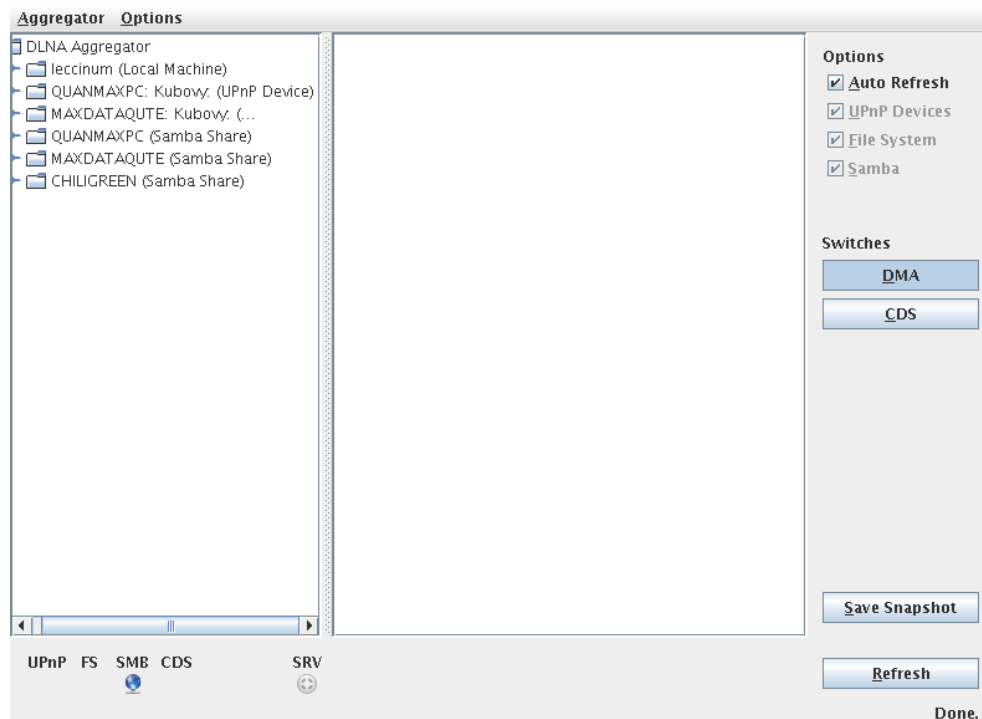 Aggregator Options
DLNA Aggregator
leccinum (Local Machine)
QUANMAXPC: Kubovy: (UPnP Device)
MAXDATAQUTE: Kubovy: (...
QUANMAXPC (Samba Share)
MAXDATAQUTE (Samba Share)
CHILIGREEN (Samba Share)
Options
Auto Refresh
UPnP Devices
File System
Samba
Switches
DMA
CDS
Save Snapshot
UPnP FS SMB CDS SRV
Refresh
Done.